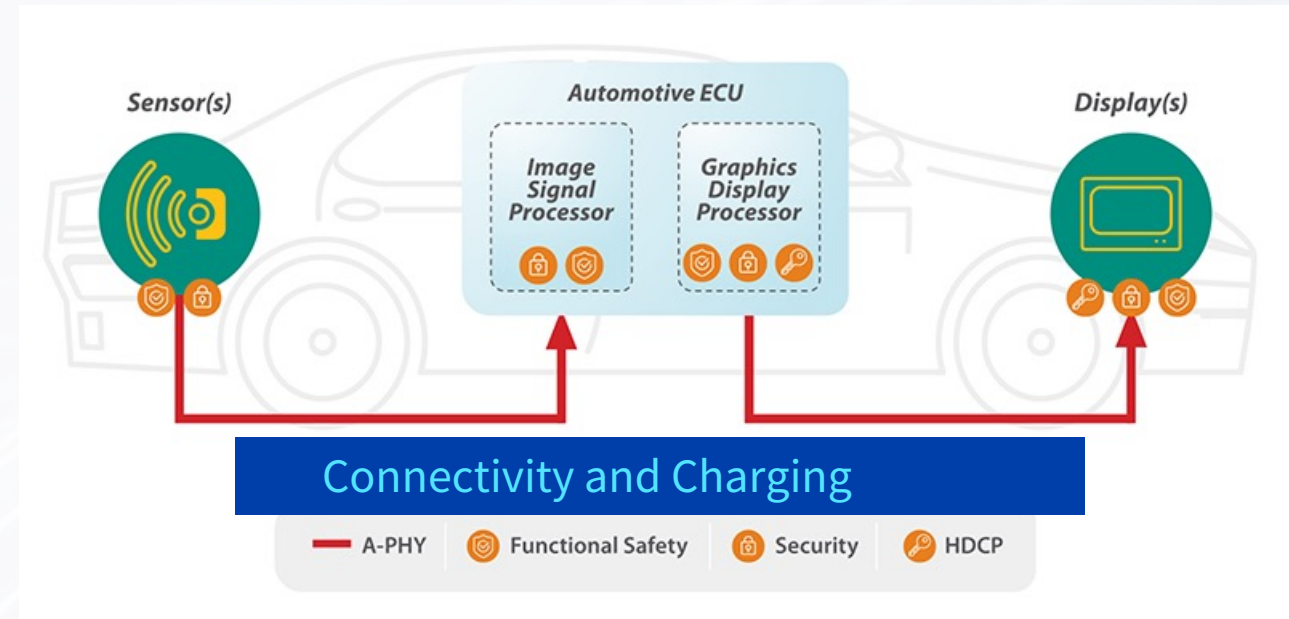 Sensor(s)
Automotive ECU
Display(s)
Image
Signal
Processor
Graphics
Display
Processor
Connectivity and Charging
A-PHY
Functional Safety
Security
HDCP